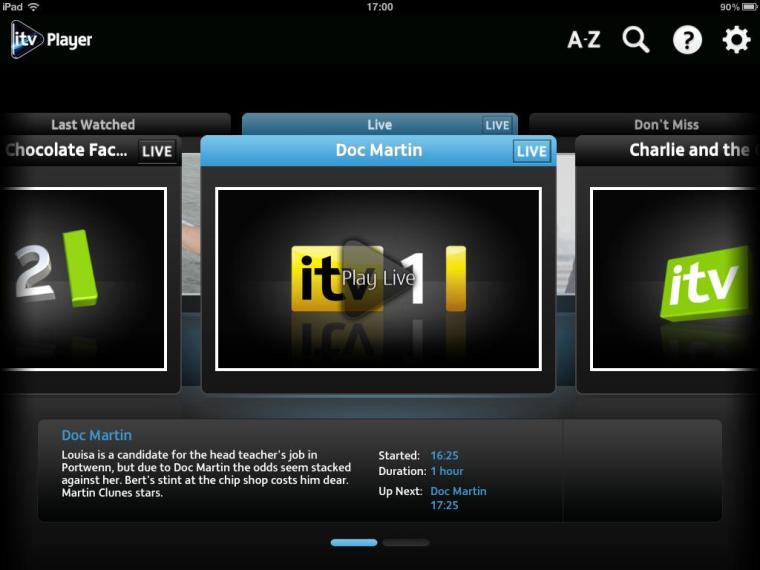 iPad 17:00 90%
itv Player A-Z ?
Last Watched Live LIVE Don't Miss
Chocolate Fac... LIVE Doc Martin LIVE Charlie and the
2 itv 1 itv
Play Live
Doc Martin
Louisa is a candidate for the head teacher's job in
Portwenn, but due to Doc Martin the odds seem stacked
against her. Bert's stint at the chip shop costs him dear.
Martin Clunes stars.
Started: 16:25
Duration: 1 hour
Up Next: Doc Martin
17:25